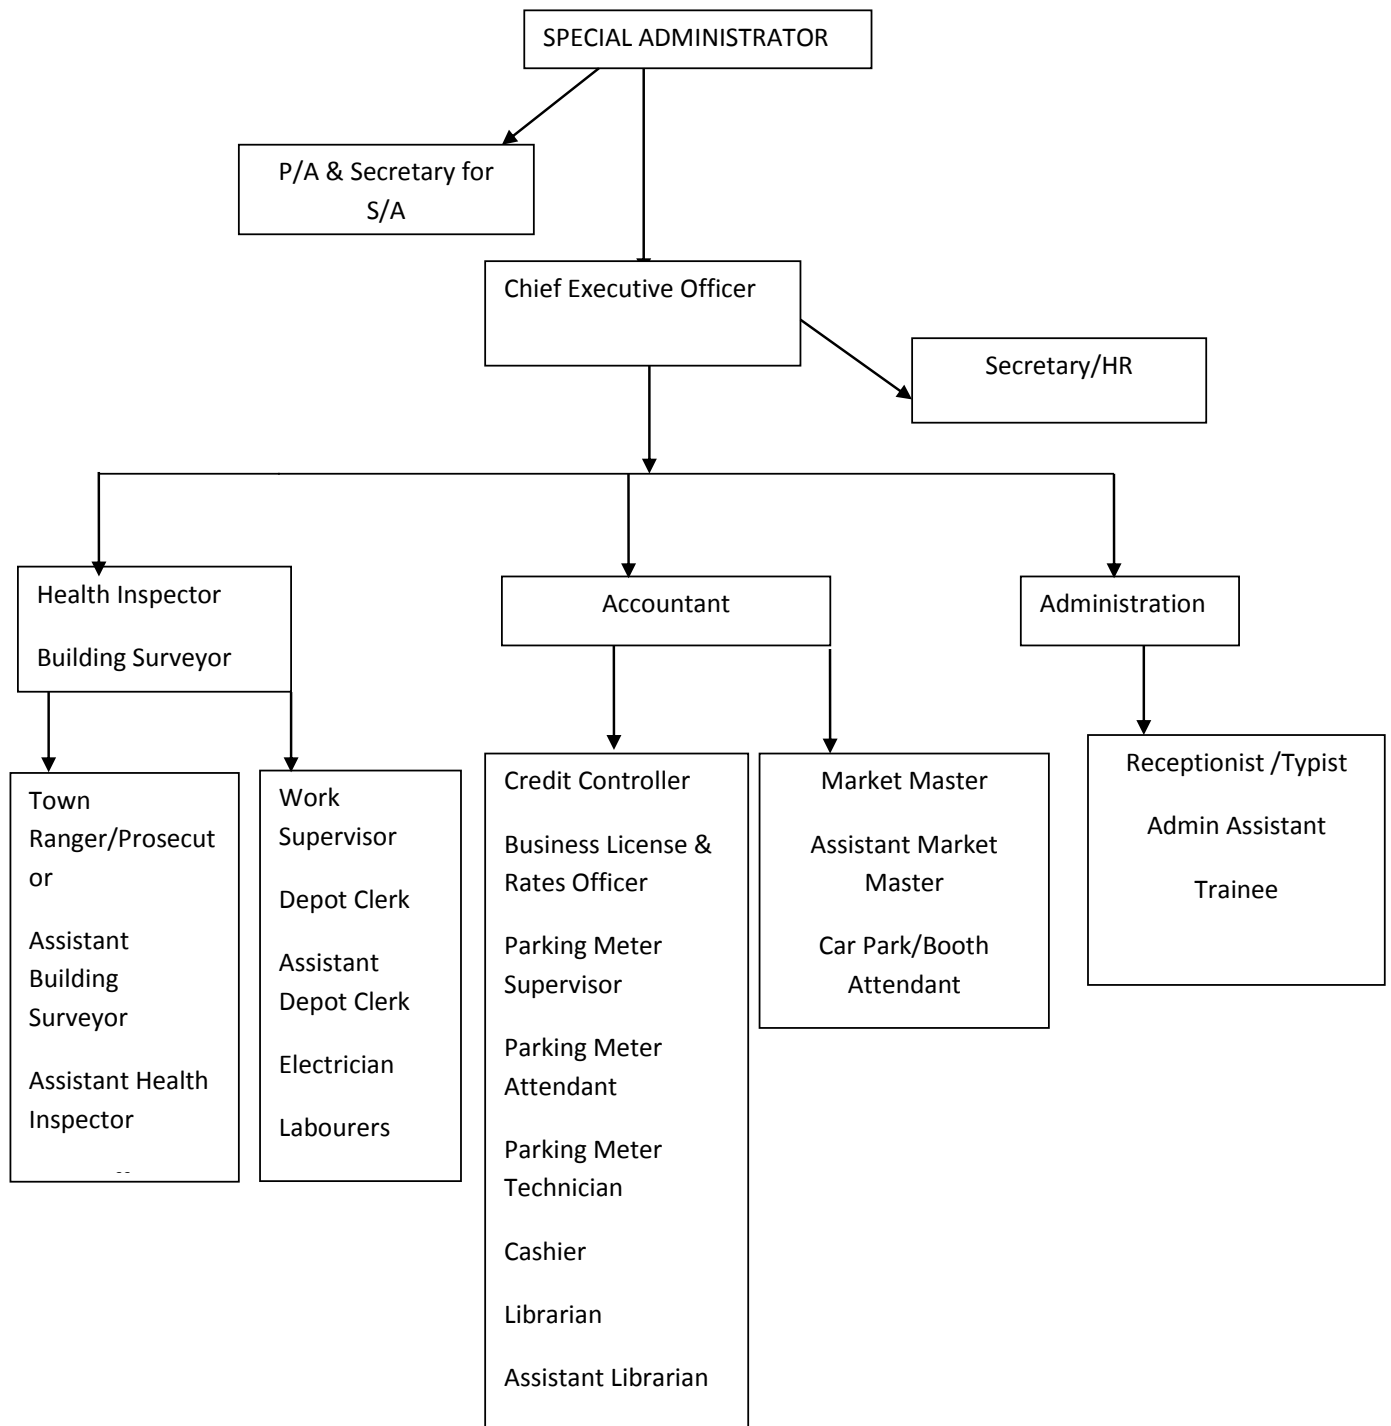 SPECIAL ADMINISTRATOR
P/A & Secretary for
S/A
Chief Executive Officer
Secretary/HR
Health Inspector
Building Surveyor
Accountant
Administration
Town
Ranger/Prosecut
or
Assistant
Building
Surveyor
Assistant Health
Inspector
Work
Supervisor
Depot Clerk
Assistant
Depot Clerk
Electrician
Labourers
Credit Controller
Business License &
Rates Officer
Parking Meter
Supervisor
Parking Meter
Attendant
Parking Meter
Technician
Cashier
Librarian
Assistant Librarian
Market Master
Assistant Market
Master
Car Park/Booth
Attendant
Receptionist /Typist
Admin Assistant
Trainee